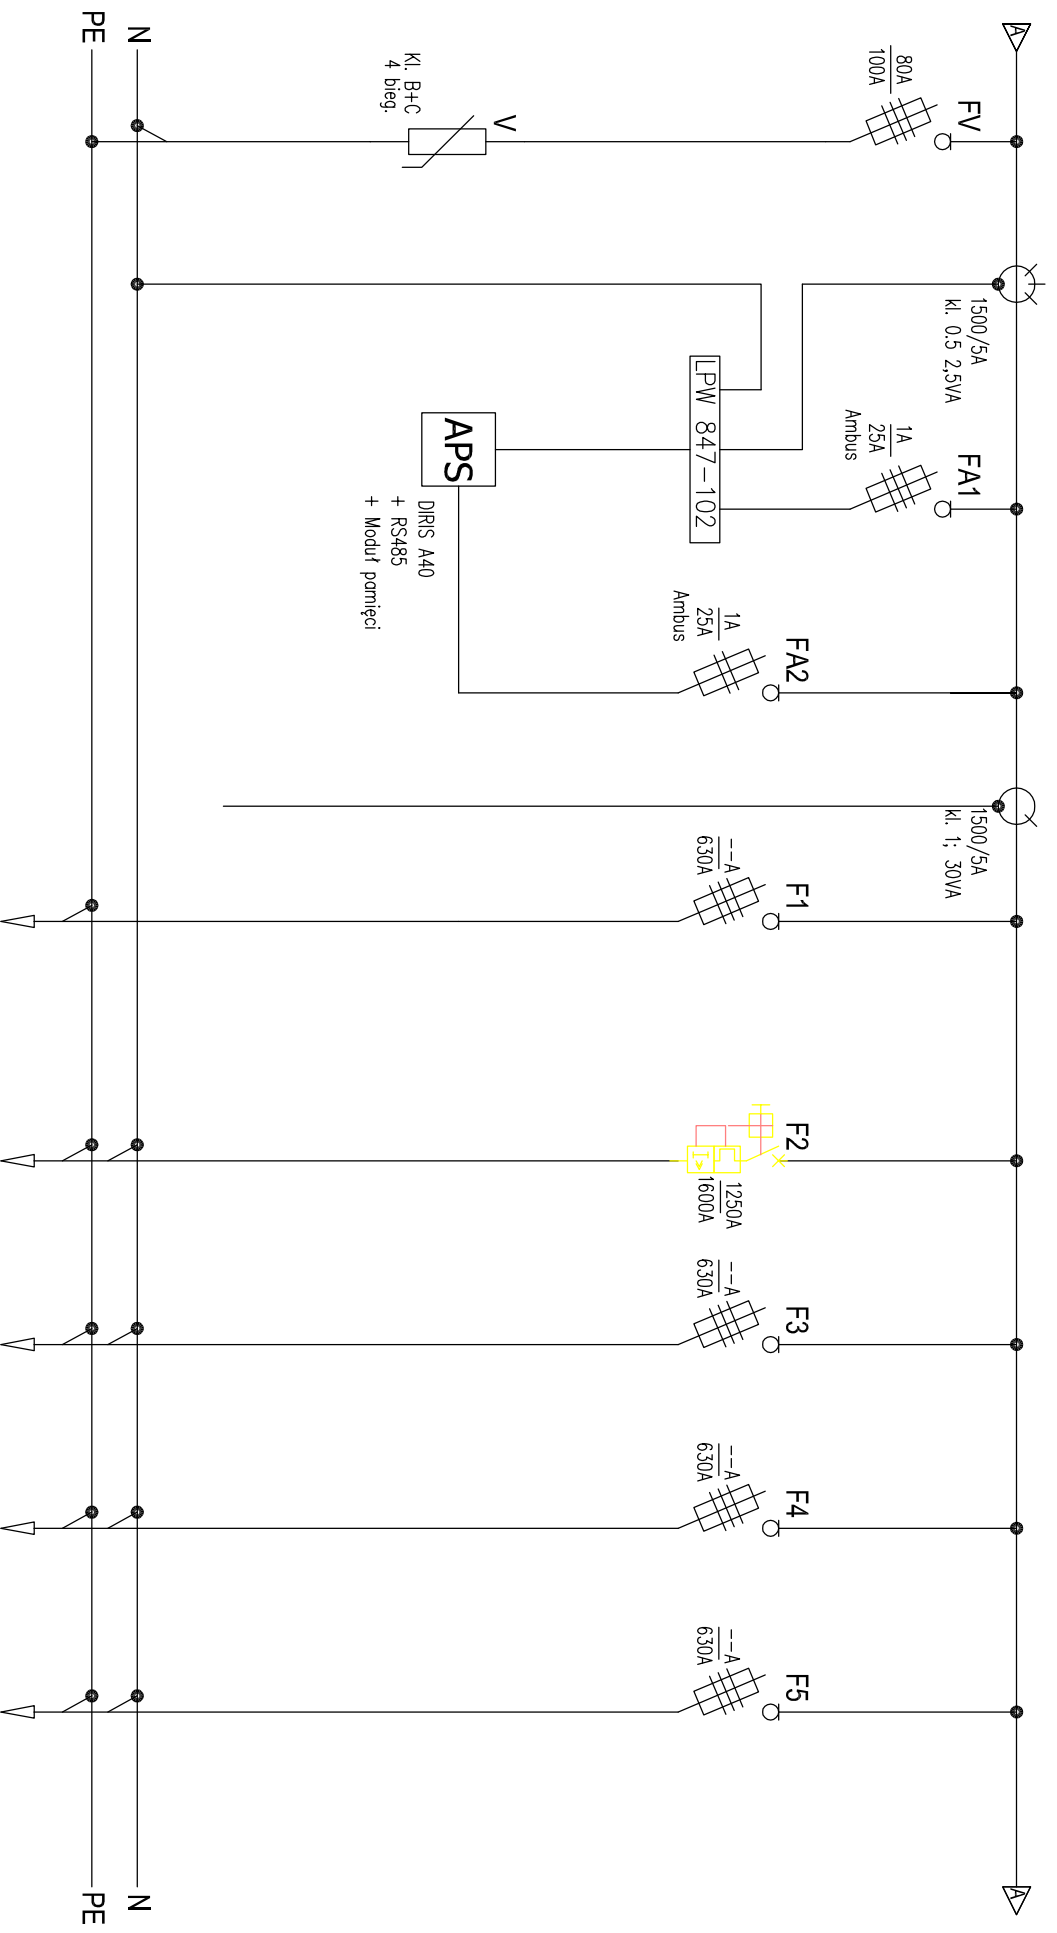 A
FV
80A
100A
V
Kl. B+C
4 bieg.
N
PE
1500/5A
kl. 0.5 2,5VA
FA1
1A
25A
Ambus
LPW 847-102
APS
DIRIS A40
+ RS485
+ Moduł pamięci
FA2
1A
25A
Ambus
1500/5A
kl. 1; 30VA
F1
--A
630A
F2
I>
1250A
1600A
F3
--A
630A
F4
--A
630A
F5
--A
630A
A
N
PE